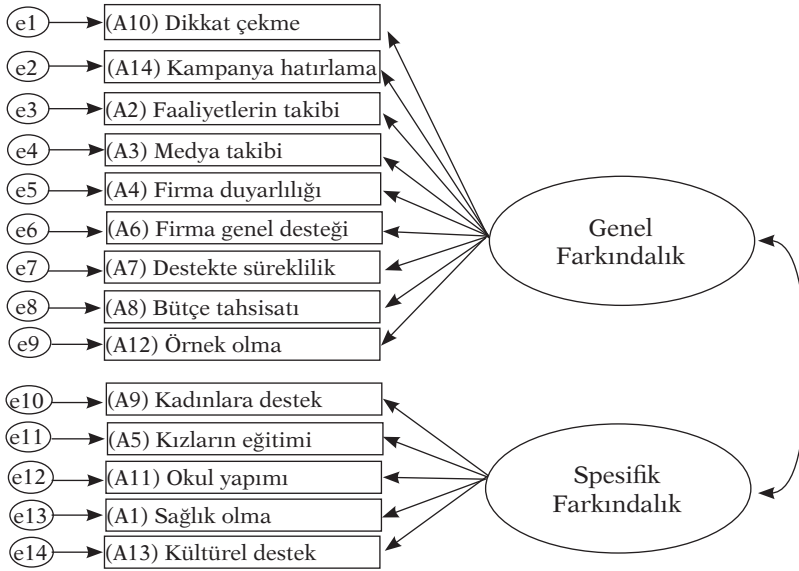 e1 (A10) Dikkat çekme
e2 (A14) Kampanya hatırlama
e3 (A2) Faaliyetlerin takibi
e4 (A3) Medya takibi
e5 (A4) Firma duyarlılığı
e6 (A6) Firma genel desteği
e7 (A7) Destekte süreklilik
e8 (A8) Bütçe tahsisatı
e9 (A12) Örnek olma
Genel
Farkındalık
e10 (A9) Kadınlara destek
e11 (A5) Kızların eğitimi
e12 (A11) Okul yapımı
e13 (A1) Sağlık olma
e14 (A13) Kültürel destek
Spesifik
Farkındalık